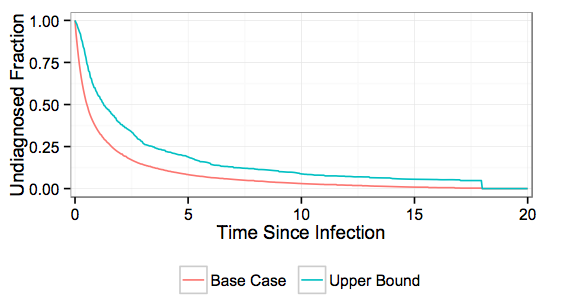 Undiagnosed Fraction
1.00
0.75
0.50
0.25
0.00
0 5 10 15 20
Time Since Infection
Base Case Upper Bound